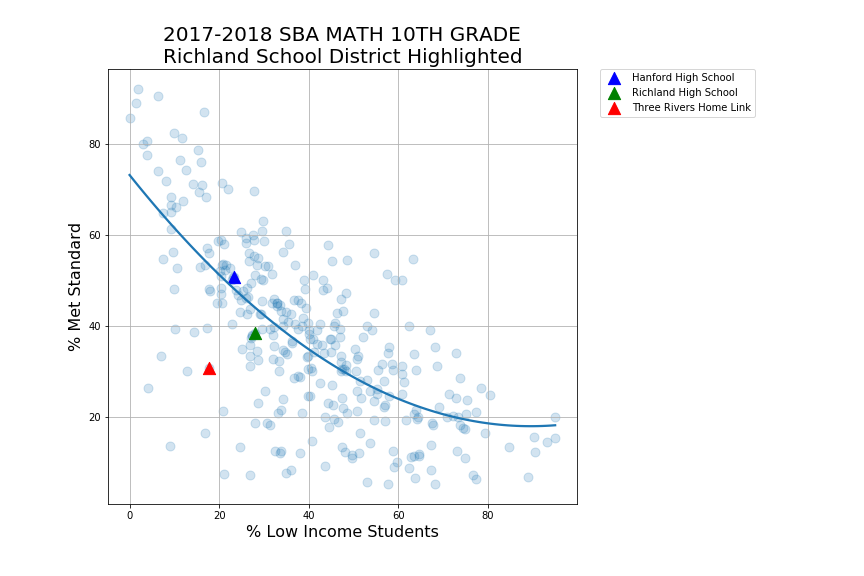 2017-2018 SBA MATH 10TH GRADE
Richland School District Highlighted
Hanford High School
Richland High School
Three Rivers Home Link
% Met Standard
80
60
40
20
0
20
40
60
80
% Low Income Students